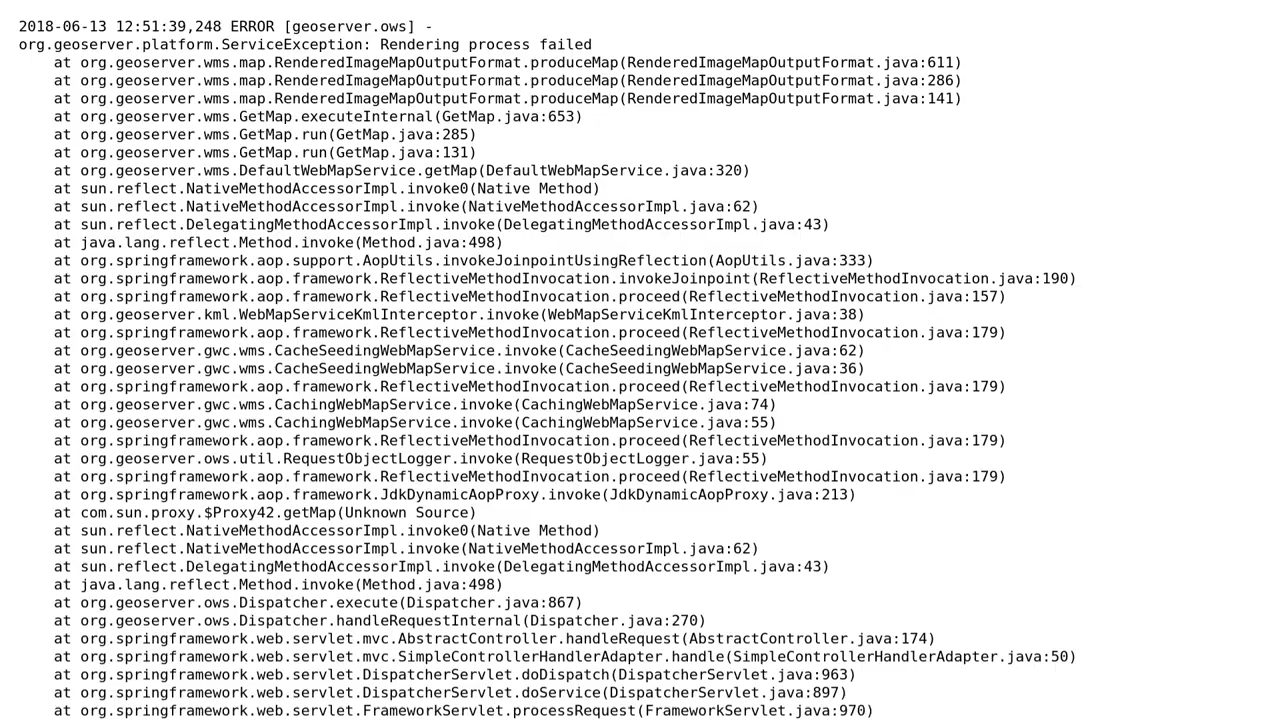 2018-06-13 12:51:39,248 ERROR [geoserver.ows] -
org.geoserver.platform.ServiceException: Rendering process failed
    at org.geoserver.wms.map.RenderedImageMapOutputFormat.produceMap(RenderedImageMapOutputFormat.java:611)
    at org.geoserver.wms.map.RenderedImageMapOutputFormat.produceMap(RenderedImageMapOutputFormat.java:286)
    at org.geoserver.wms.map.RenderedImageMapOutputFormat.produceMap(RenderedImageMapOutputFormat.java:141)
    at org.geoserver.wms.GetMap.executeInternal(GetMap.java:653)
    at org.geoserver.wms.GetMap.run(GetMap.java:285)
    at org.geoserver.wms.GetMap.run(GetMap.java:131)
    at org.geoserver.wms.DefaultWebMapService.getMap(DefaultWebMapService.java:320)
    at sun.reflect.NativeMethodAccessorImpl.invoke0(Native Method)
    at sun.reflect.NativeMethodAccessorImpl.invoke(NativeMethodAccessorImpl.java:62)
    at sun.reflect.DelegatingMethodAccessorImpl.invoke(DelegatingMethodAccessorImpl.java:43)
    at java.lang.reflect.Method.invoke(Method.java:498)
    at org.springframework.aop.support.AopUtils.invokeJoinpointUsingReflection(AopUtils.java:333)
    at org.springframework.aop.framework.ReflectiveMethodInvocation.invokeJoinpoint(ReflectiveMethodInvocation.java:190)
    at org.springframework.aop.framework.ReflectiveMethodInvocation.proceed(ReflectiveMethodInvocation.java:157)
    at org.geoserver.kml.WebMapServiceKmlInterceptor.invoke(WebMapServiceKmlInterceptor.java:38)
    at org.springframework.aop.framework.ReflectiveMethodInvocation.proceed(ReflectiveMethodInvocation.java:179)
    at org.geoserver.gwc.wms.CacheSeedingWebMapService.invoke(CacheSeedingWebMapService.java:62)
    at org.geoserver.gwc.wms.CacheSeedingWebMapService.invoke(CacheSeedingWebMapService.java:36)
    at org.springframework.aop.framework.ReflectiveMethodInvocation.proceed(ReflectiveMethodInvocation.java:179)
    at org.geoserver.gwc.wms.CachingWebMapService.invoke(CachingWebMapService.java:74)
    at org.geoserver.gwc.wms.CachingWebMapService.invoke(CachingWebMapService.java:55)
    at org.springframework.aop.framework.ReflectiveMethodInvocation.proceed(ReflectiveMethodInvocation.java:179)
    at org.geoserver.ows.util.RequestObjectLogger.invoke(RequestObjectLogger.java:55)
    at org.springframework.aop.framework.ReflectiveMethodInvocation.proceed(ReflectiveMethodInvocation.java:179)
    at org.springframework.aop.framework.JdkDynamicAopProxy.invoke(JdkDynamicAopProxy.java:213)
    at com.sun.proxy.$Proxy42.getMap(Unknown Source)
    at sun.reflect.NativeMethodAccessorImpl.invoke0(Native Method)
    at sun.reflect.NativeMethodAccessorImpl.invoke(NativeMethodAccessorImpl.java:62)
    at sun.reflect.DelegatingMethodAccessorImpl.invoke(DelegatingMethodAccessorImpl.java:43)
    at java.lang.reflect.Method.invoke(Method.java:498)
    at org.geoserver.ows.Dispatcher.execute(Dispatcher.java:867)
    at org.geoserver.ows.Dispatcher.handleRequestInternal(Dispatcher.java:270)
    at org.springframework.web.servlet.mvc.AbstractController.handleRequest(AbstractController.java:174)
    at org.springframework.web.servlet.mvc.SimpleControllerHandlerAdapter.handle(SimpleControllerHandlerAdapter.java:50)
    at org.springframework.web.servlet.DispatcherServlet.doDispatch(DispatcherServlet.java:963)
    at org.springframework.web.servlet.DispatcherServlet.doService(DispatcherServlet.java:897)
    at org.springframework.web.servlet.FrameworkServlet.processRequest(FrameworkServlet.java:970)